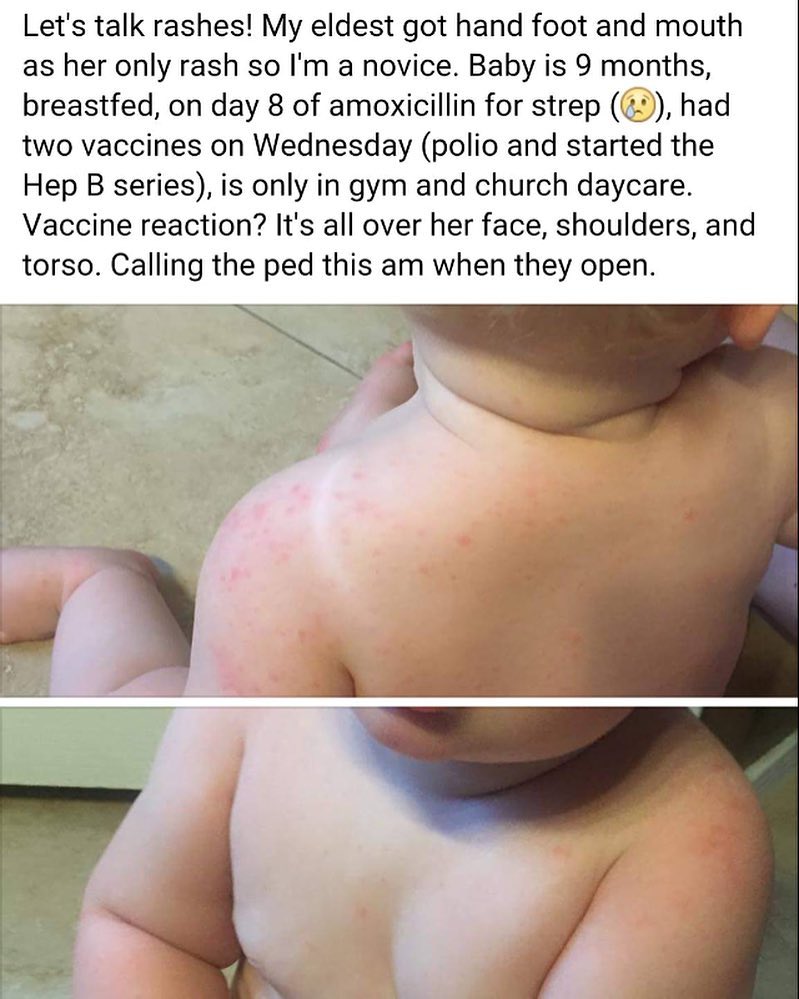 Let's talk rashes! My eldest got hand foot and mouth
as her only rash so I'm a novice. Baby is 9 months,
breastfed, on day 8 of amoxicillin for strep (😢), had
two vaccines on Wednesday (polio and started the
Hep B series), is only in gym and church daycare.
Vaccine reaction? It's all over her face, shoulders, and
torso. Calling the ped this am when they open.